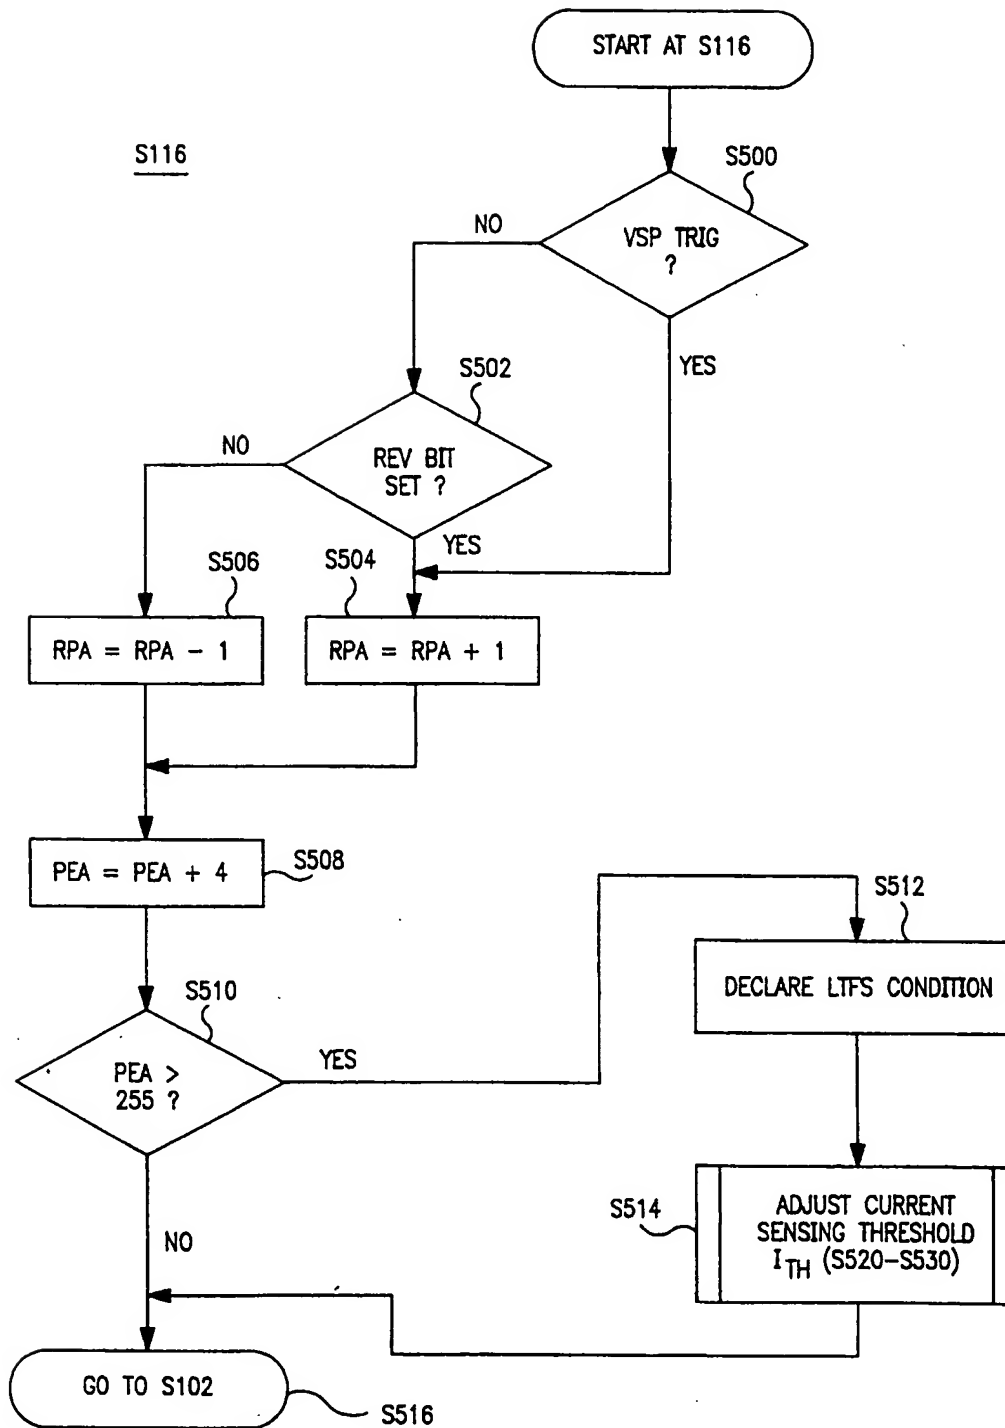 START AT S116
S116
S500
VSP TRIG
?
NO
YES
S502
REV BIT
SET ?
NO
YES
S506
S504
RPA = RPA - 1
RPA = RPA + 1
PEA = PEA + 4
S508
S512
DECLARE LTFS CONDITION
S510
PEA >
255 ?
YES
NO
S514
ADJUST CURRENT
SENSING THRESHOLD
I_TH (S520-S530)
GO TO S102
S516